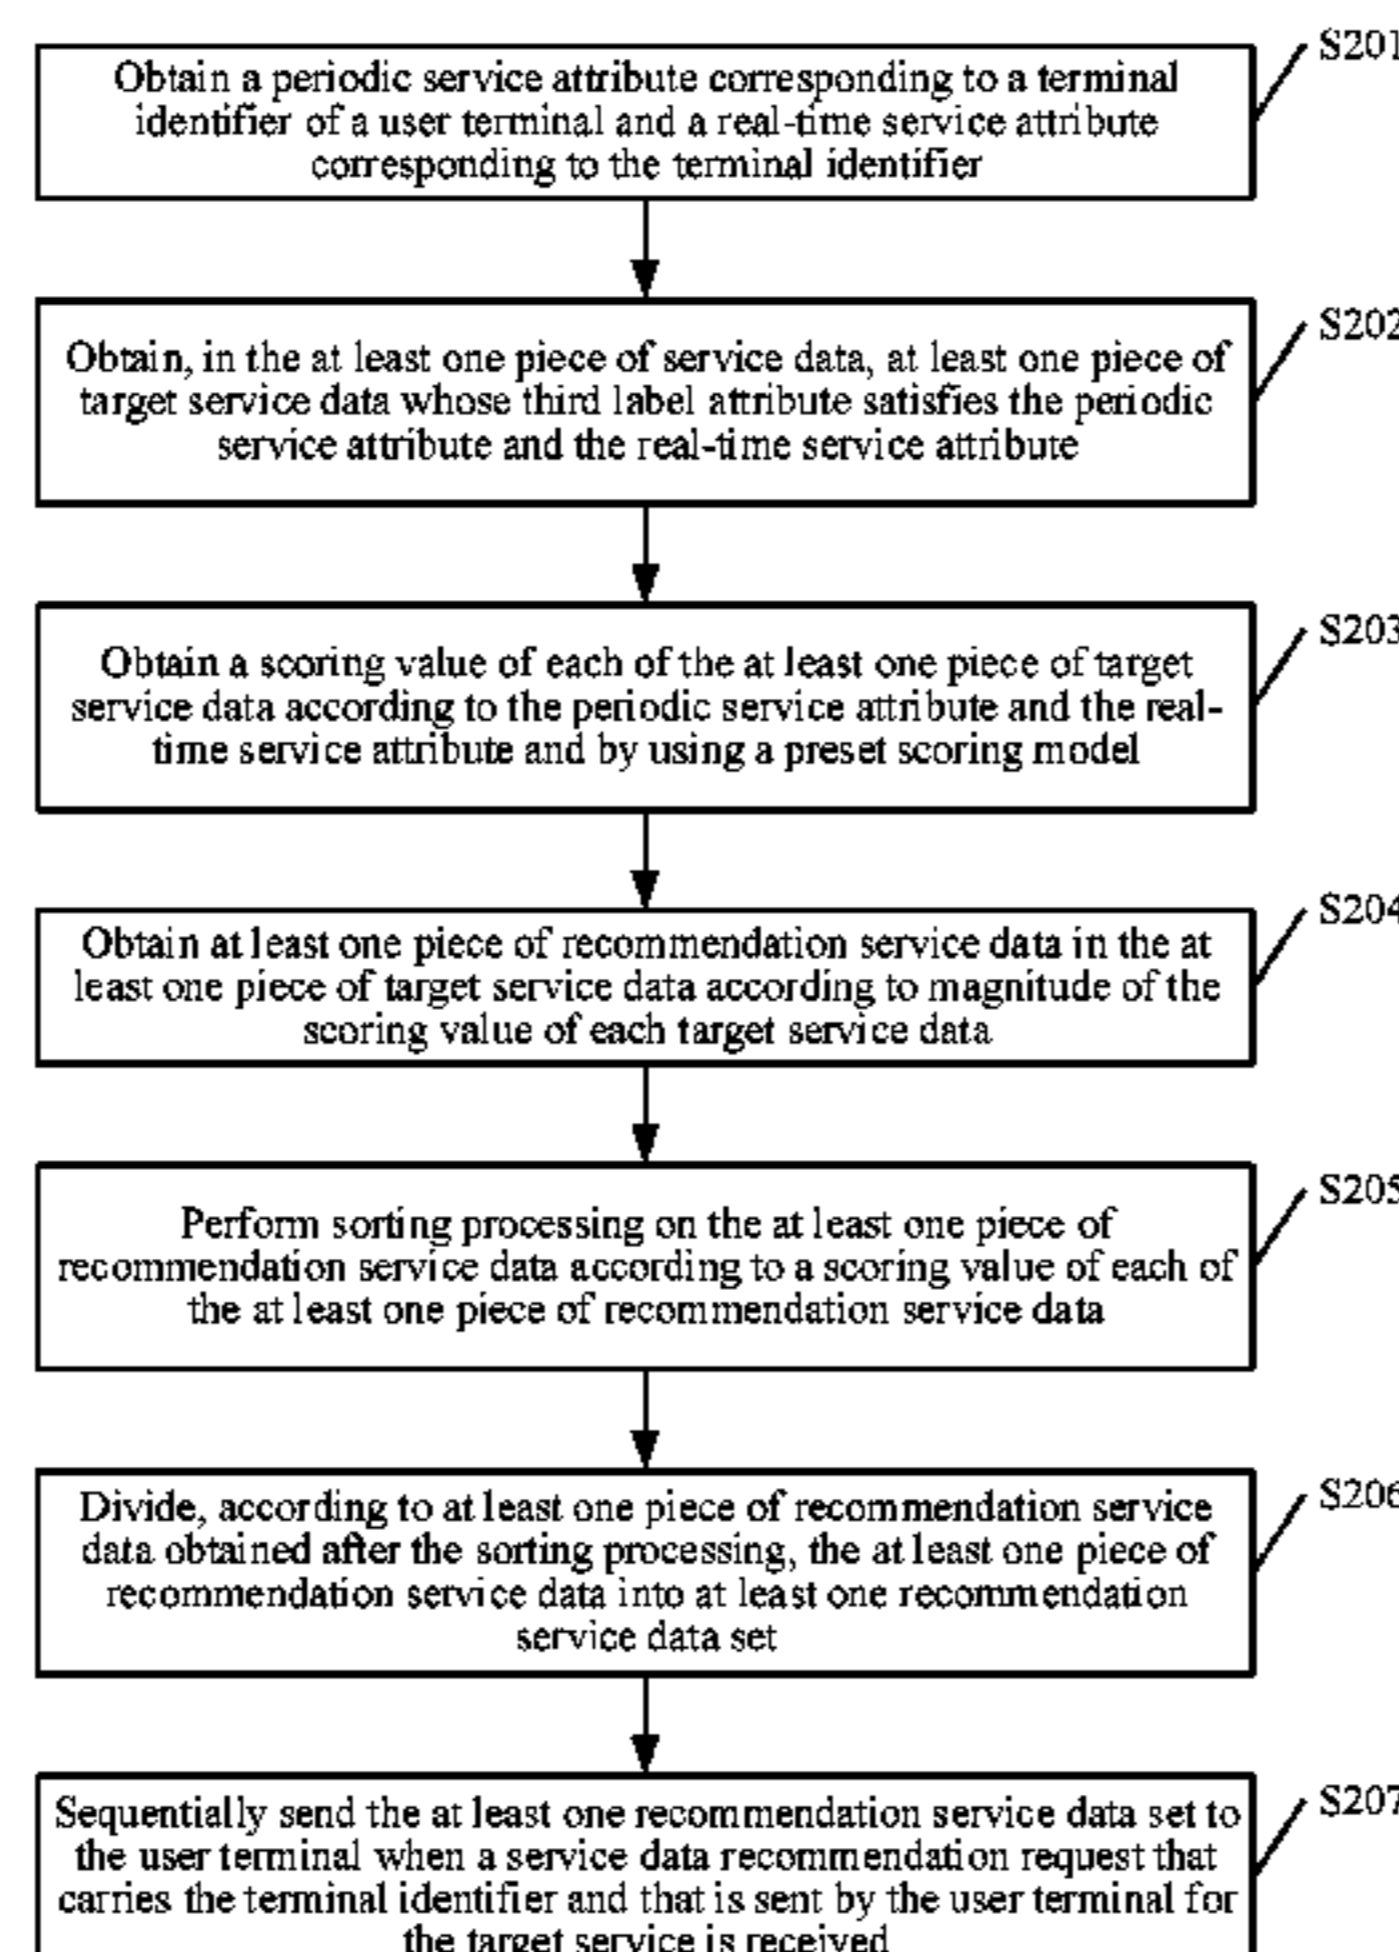 S201
Obtain a periodic service attribute corresponding to a terminal
identifier of a user terminal and a real-time service attribute
corresponding to the terminal identifier
S202
Obtain, in the at least one piece of service data, at least one piece of
target service data whose third label attribute satisfies the periodic
service attribute and the real-time service attribute
S203
Obtain a scoring value of each of the at least one piece of target
service data according to the periodic service attribute and the real-
time service attribute and by using a preset scoring model
S204
Obtain at least one piece of recommendation service data in the at
least one piece of target service data according to magnitude of the
scoring value of each target service data
S205
Perform sorting processing on the at least one piece of
recommendation service data according to a scoring value of each of
the at least one piece of recommendation service data
S206
Divide, according to at least one piece of recommendation service
data obtained after the sorting processing, the at least one piece of
recommendation service data into at least one recommendation
service data set
S207
Sequentially send the at least one recommendation service data set to
the user terminal when a service data recommendation request that
carries the terminal identifier and that is sent by the user terminal for
the target service is received